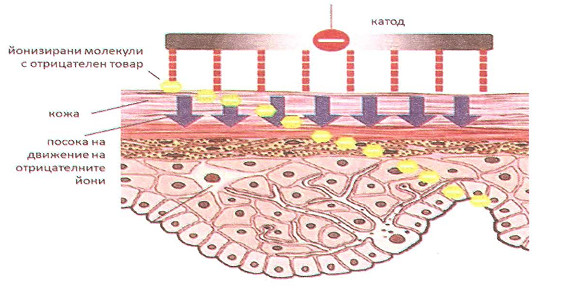 катод
йонизирани молекули
с отрицателен товар
кожа
посока на
движение на
отрицателните
йони